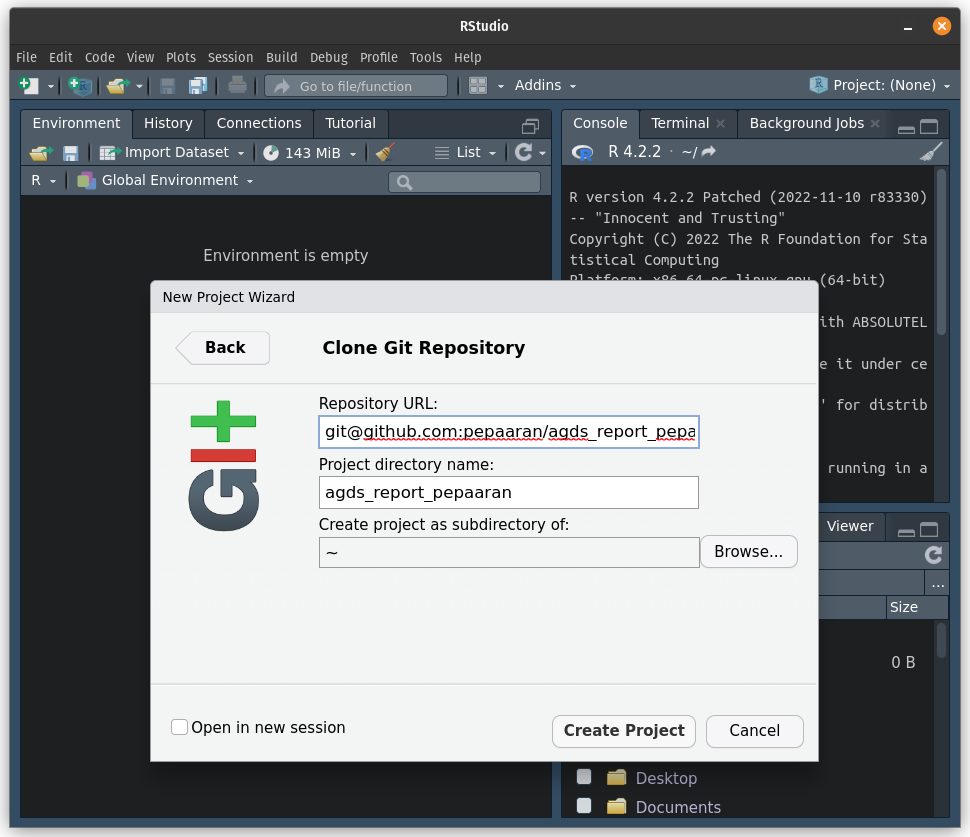 RStudio
File Edit Code View Plots Session Build Debug Profile Tools Help
Go to file/function
Addins
Project: (None)
Environment History Connections Tutorial
Import Dataset
143 MiB
List
R
Global Environment
Environment is empty
Console Terminal Background Jobs
R 4.2.2 · ~/
R version 4.2.2 Patched (2022-11-10 r83330)
-- "Innocent and Trusting"
Copyright (C) 2022 The R Foundation for Sta
tistical Computing
Platform: x86_64-pc-linux-gnu (64-bit)
ith ABSOLUTEL
e it under ce
' for distrib
running in a
New Project Wizard
Back
Clone Git Repository
GIt
Repository URL:
git@github.com:pepaaran/agds_report_pepa
Project directory name:
agds_report_pepaaran
Create project as subdirectory of:
~
Browse...
Open in new session
Create Project
Cancel
Viewer
...
Size
0 B
Desktop
Documents